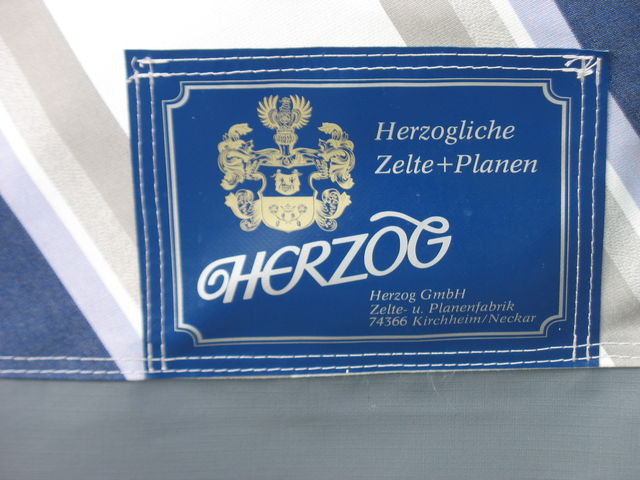 Herzogliche
Zelte+Planen
HERZOG
Herzog GmbH
Zelte- u. Planenfabrik
74366 Kirchheim/Neckar